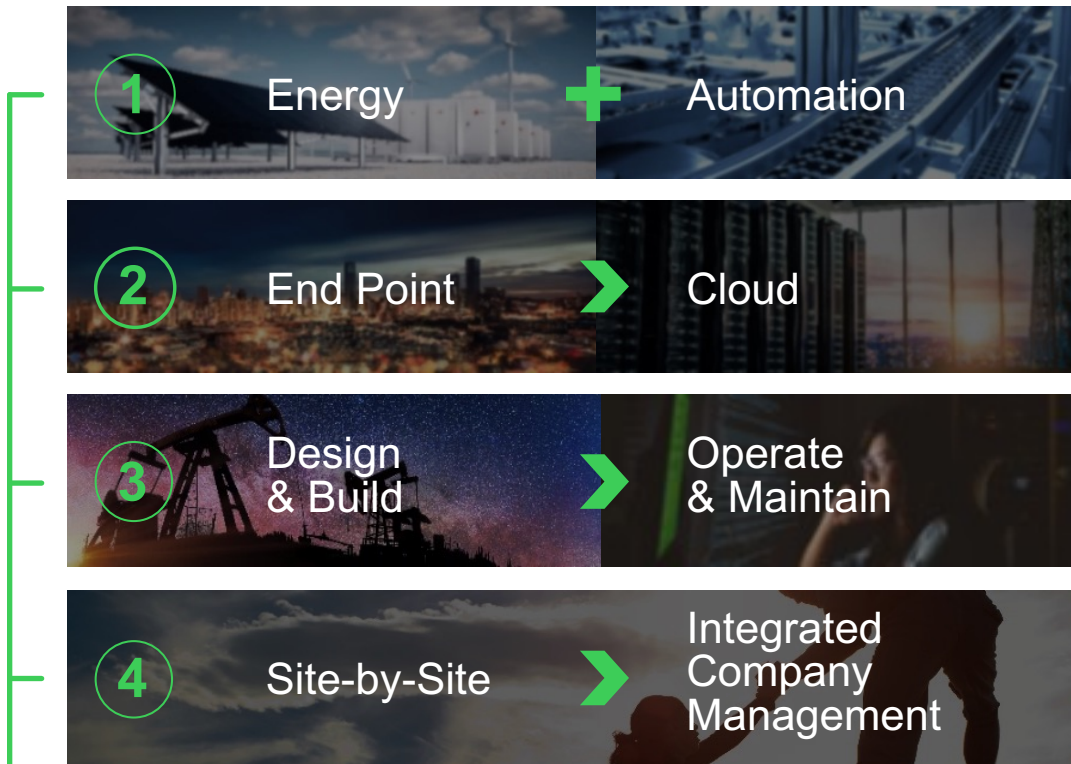 1
Energy
+
Automation
2
End Point
Cloud
3
Design
& Build
Operate
& Maintain
4
Site-by-Site
Integrated
Company
Management